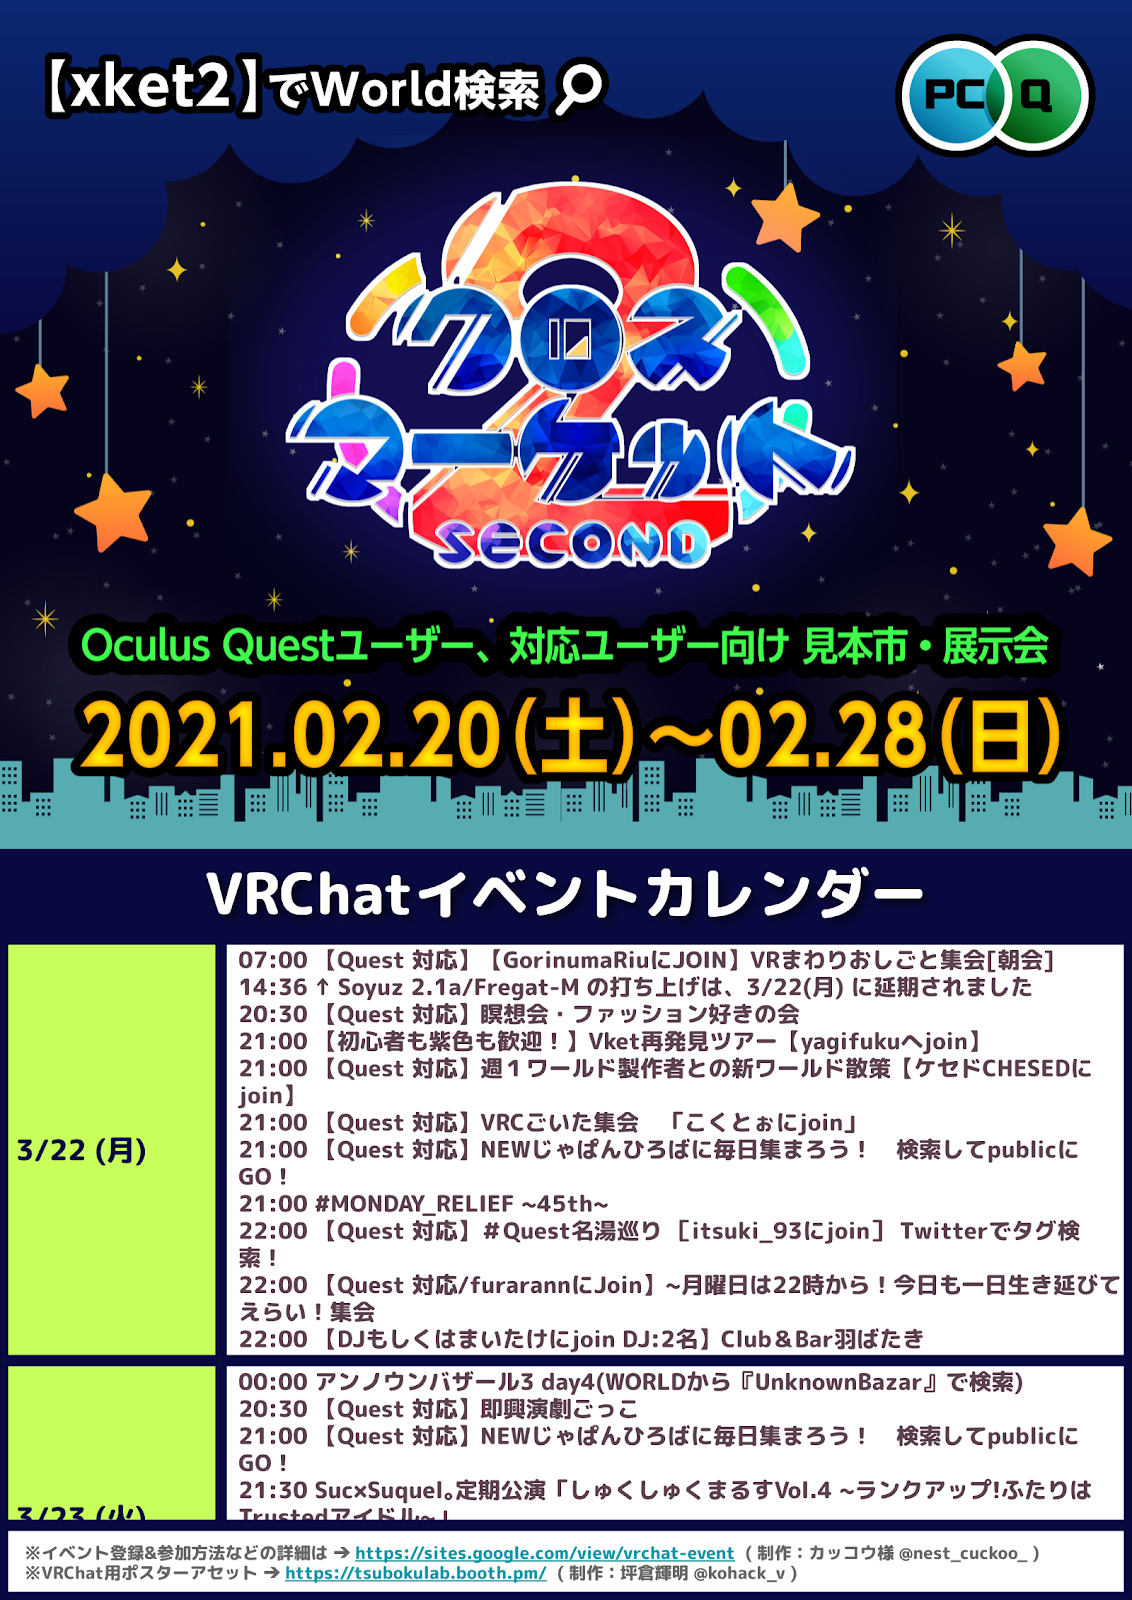 【xket2】でWorld検索
PC Q
クロス
マーケット
2
SECOND
Oculus Questユーザー、対応ユーザー向け 見本市・展示会
2021.02.20(土)～02.28(日)
VRChatイベントカレンダー
3/22 (月)
07:00 【Quest 対応】【GorinumaRiuにJOIN】VRまわりおしごと集会[朝会]
14:36 ↑ Soyuz 2.1a/Fregat-M の打ち上げは、3/22(月) に延期されました
20:30 【Quest 対応】瞑想会・ファッション好きの会
21:00 【初心者も紫色も歓迎！】Vket再発見ツアー【yagifukuへjoin】
21:00 【Quest 対応】週１ワールド製作者との新ワールド散策【ケセドCHESEDに
join】
21:00 【Quest 対応】VRCごいた集会　「こくとぉにjoin」
21:00 【Quest 対応】NEWじゃぱんひろばに毎日集まろう！　検索してpublicに
GO！
21:00 #MONDAY_RELIEF ~45th~
22:00 【Quest 対応】＃Quest名湯巡り ［itsuki_93にjoin］ Twitterでタグ検
索！
22:00 【Quest 対応/furarannにJoin】~月曜日は22時から！今日も一日生き延びて
えらい！集会
22:00 【DJもしくはまいたけにjoin DJ:2名】Club＆Bar羽ばたき
3/23 (火)
00:00 アンノウンバザール3 day4(WORLDから『UnknownBazar』で検索)
20:30 【Quest 対応】即興演劇ごっこ
21:00 【Quest 対応】NEWじゃぱんひろばに毎日集まろう！　検索してpublicに
GO！
21:30 Suc×Suquel｡定期公演「しゅくしゅくまるすVol.4 ~ランクアップ!ふたりは
Trustedアイドル~」
※イベント登録&参加方法などの詳細は → https://sites.google.com/view/vrchat-event （ 制作：カッコウ様 @nest_cuckoo_ ）
※VRChat用ポスターアセット → https://tsubokulab.booth.pm/ （ 制作：坪倉輝明 @kohack_v ）